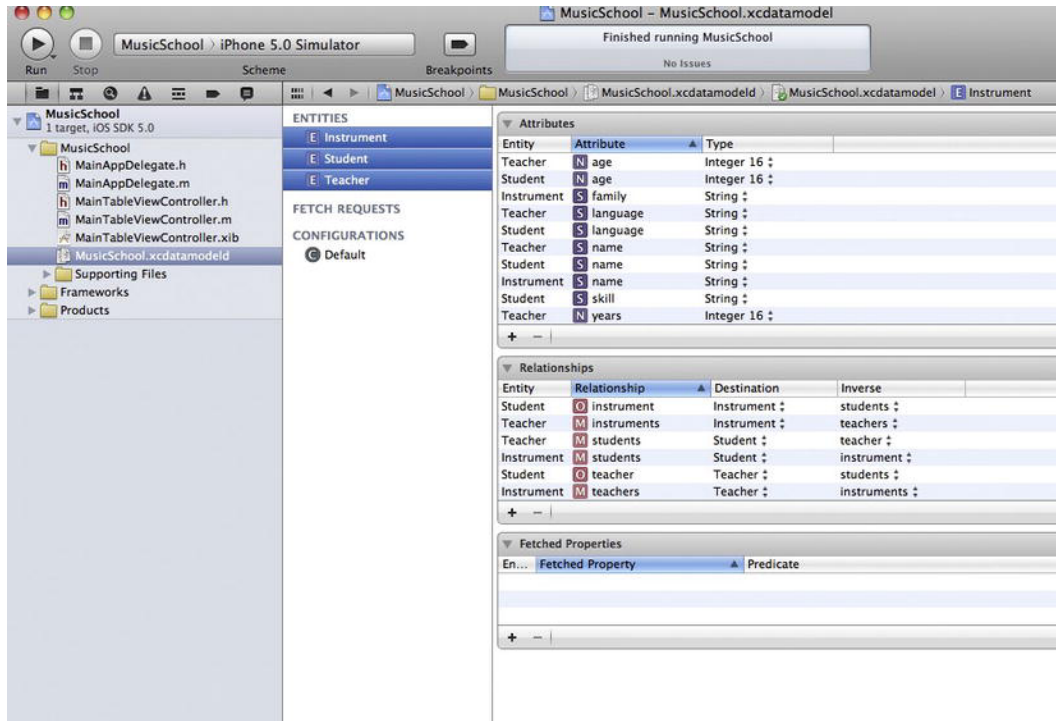 MusicSchool – MusicSchool.xcdatamodel
MusicSchool › iPhone 5.0 Simulator
Finished running MusicSchool
No Issues
Run Stop Scheme Breakpoints
MusicSchool › MusicSchool › MusicSchool.xcdatamodeld › MusicSchool.xcdatamodel › E Instrument
MusicSchool
1 target, iOS SDK 5.0
MusicSchool
h MainAppDelegate.h
m MainAppDelegate.m
h MainTableViewController.h
m MainTableViewController.m
MainTableViewController.xib
MusicSchool.xcdatamodeld
Supporting Files
Frameworks
Products
ENTITIES
E Instrument
E Student
E Teacher
FETCH REQUESTS
CONFIGURATIONS
C Default
Attributes
Entity Attribute Type
Teacher N age Integer 16
Student N age Integer 16
Instrument S family String
Teacher S language String
Student S language String
Teacher S name String
Student S name String
Instrument S name String
Student S skill String
Teacher N years Integer 16
+ −
Relationships
Entity Relationship Destination Inverse
Student O instrument Instrument students
Teacher M instruments Instrument teachers
Teacher M students Student teacher
Instrument M students Student instrument
Student O teacher Teacher students
Instrument M teachers Teacher instruments
+ −
Fetched Properties
En... Fetched Property Predicate
+ −